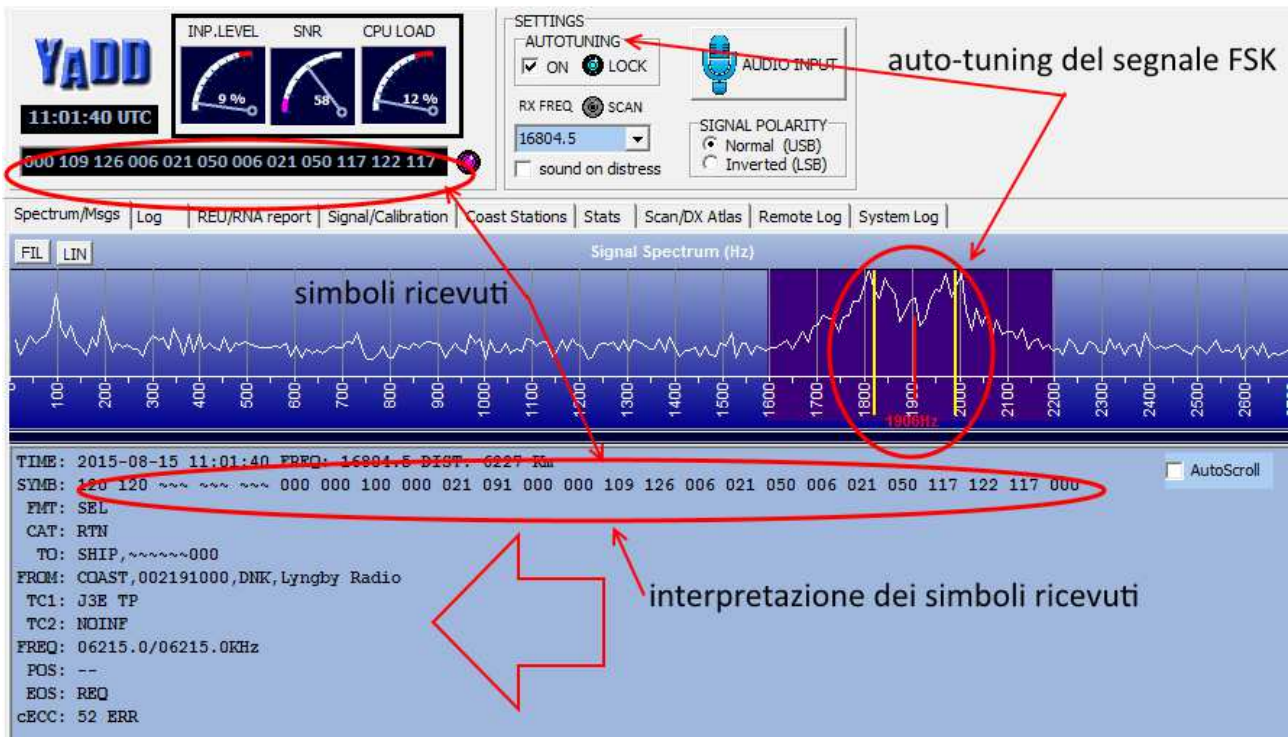 YADD
11:01:40 UTC
INP.LEVEL SNR CPU LOAD
9 % 58 12 %
000 109 126 006 021 050 006 021 050 117 122 117
SETTINGS
AUTOTUNING
ON LOCK
AUDIO INPUT
RX FREQ SCAN
16804.5
sound on distress
SIGNAL POLARITY
Normal (USB)
Inverted (LSB)
auto-tuning del segnale FSK
Spectrum/Msgs Log REU/RNA report Signal/Calibration Coast Stations Stats Scan/DX Atlas Remote Log System Log
FIL LIN Signal Spectrum (Hz)
simboli ricevuti
100 200 300 400 500 600 700 800 900 1000 1100 1200 1300 1400 1500 1600 1700 1800 1900 2000 2100 2200 2300 2400 2500 2600
1906Hz
TIME: 2015-08-15 11:01:40 FREQ: 16804.5 DIST: 6227 Km
AutoScroll
SYMB: 120 120 ~~~ ~~~ ~~~ 000 000 100 000 021 091 000 000 109 126 006 021 050 006 021 050 117 122 117 000
FMT: SEL
CAT: RTN
TO: SHIP,~~~~~~000
FROM: COAST,002191000,DNK,Lyngby Radio
TC1: J3E TP
TC2: NOINF
FREQ: 06215.0/06215.0KHz
POS: --
EOS: REQ
cECC: 52 ERR
interpretazione dei simboli ricevuti